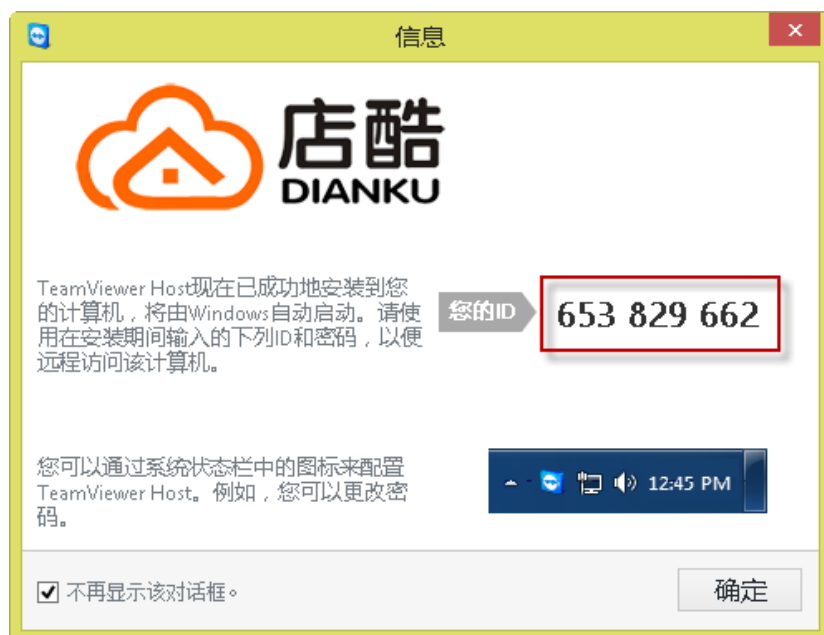 信息
店酷
DIANKU
TeamViewer Host现在已成功地安装到您
的计算机，将由Windows自动启动。请使
用在安装期间输入的下列ID和密码，以便
远程访问该计算机。
您的ID
653 829 662
您可以通过系统状态栏中的图标来配置
TeamViewer Host。例如，您可以更改密
码。
12:45 PM
不再显示该对话框。
确定